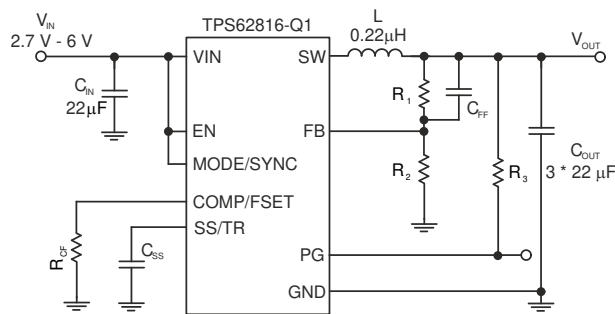 TPS62816-Q1
V_IN
2.7 V - 6 V
C_IN
22μF
VIN
EN
MODE/SYNC
COMP/FSET
SS/TR
R_CF
C_SS
SW
FB
PG
GND
L
0.22μH
R_1
C_FF
R_2
R_3
V_OUT
C_OUT
3 * 22 μF